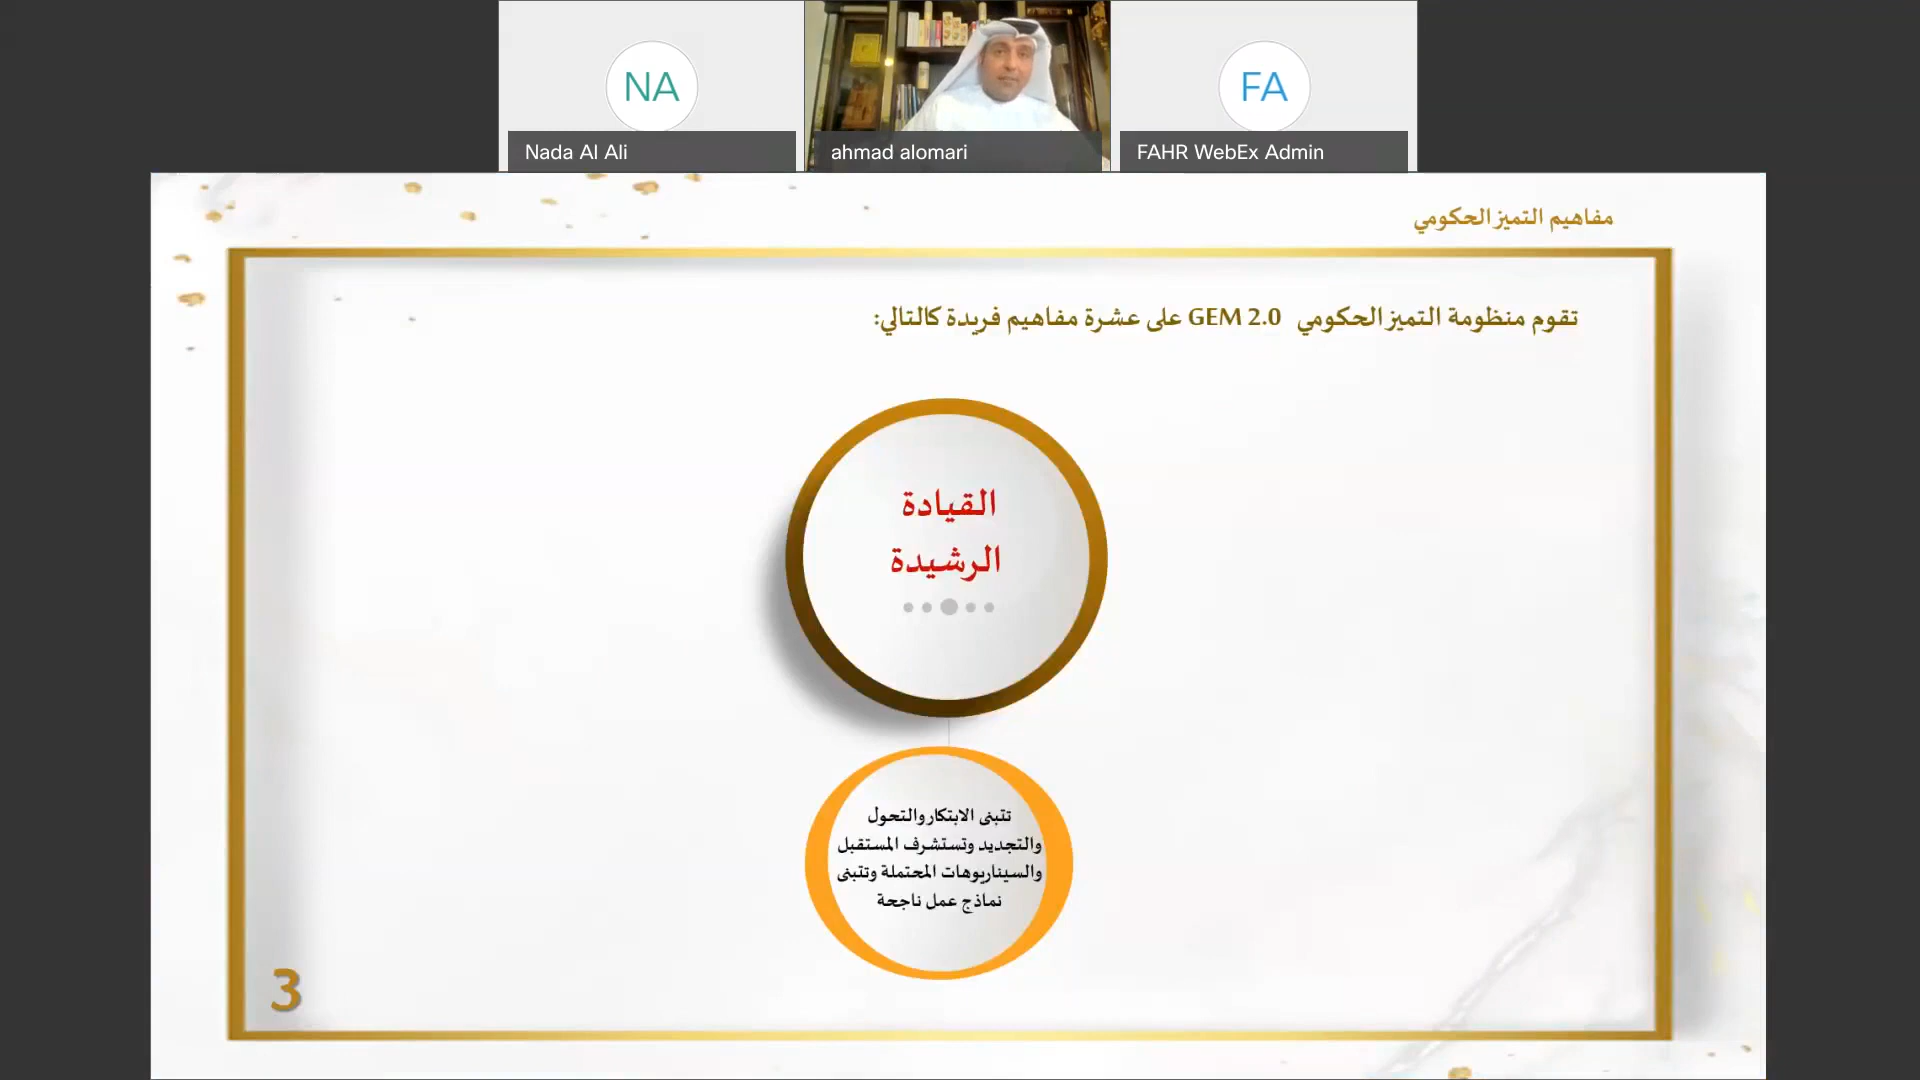 NA
FA
Nada Al Ali
ahmad alomari
FAHR WebEx Admin
مفاهيم التميز الحكومي
تقوم منظومة التميز الحكومي GEM 2.0 على عشرة مفاهيم فريدة كالتالي:
القيادة
الرشيدة
تتبنى الابتكار والتحول
والتجديد وتستشرف المستقبل
والسيناريوهات المحتملة وتتبنى
نماذج عمل ناجحة
3